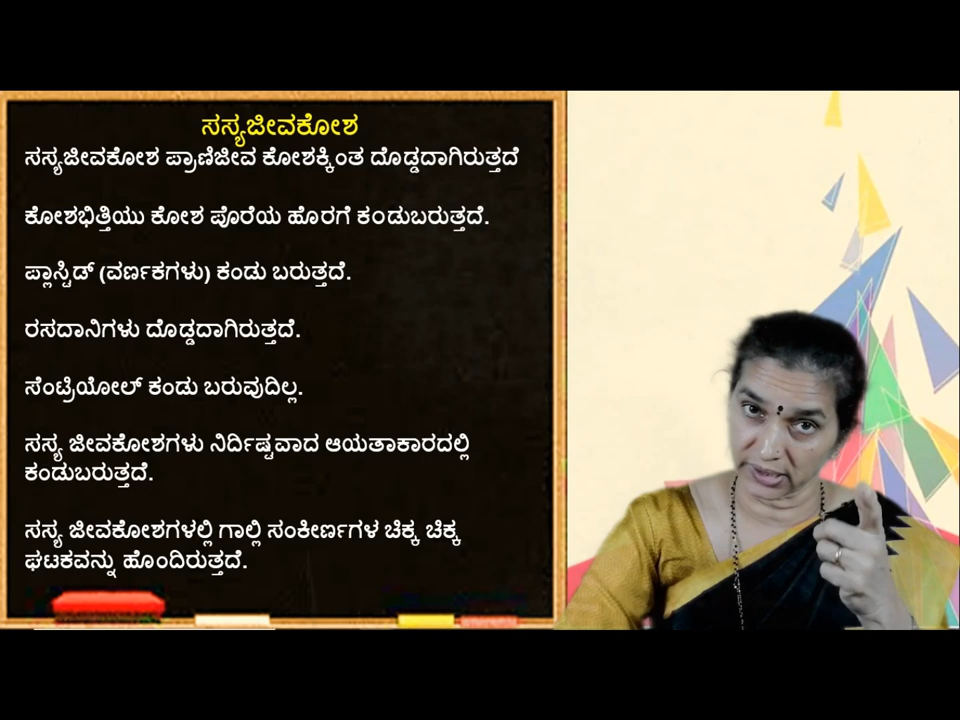 ಸಸ್ಯಜೀವಕೋಶ
ಸಸ್ಯಜೀವಕೋಶ ಪ್ರಾಣಿಜೀವ ಕೋಶಕ್ಕಿಂತ ದೊಡ್ಡದಾಗಿರುತ್ತದೆ
ಕೋಶಭಿತ್ತಿಯು ಕೋಶ ಪೊರೆಯ ಹೊರಗೆ ಕಂಡುಬರುತ್ತದೆ.
ಪ್ಲಾಸ್ಟಿಡ್ (ವರ್ಣಕಗಳು) ಕಂಡು ಬರುತ್ತದೆ.
ರಸದಾನಿಗಳು ದೊಡ್ಡದಾಗಿರುತ್ತದೆ.
ಸೆಂಟ್ರಿಯೋಲ್ ಕಂಡು ಬರುವುದಿಲ್ಲ.
ಸಸ್ಯ ಜೀವಕೋಶಗಳು ನಿರ್ದಿಷ್ಟವಾದ ಆಯತಾಕಾರದಲ್ಲಿ
ಕಂಡುಬರುತ್ತದೆ.
ಸಸ್ಯ ಜೀವಕೋಶಗಳಲ್ಲಿ ಗಾಲ್ಗಿ ಸಂಕೀರ್ಣಗಳ ಚಿಕ್ಕ ಚಿಕ್ಕ
ಘಟಕವನ್ನು ಹೊಂದಿರುತ್ತದೆ.